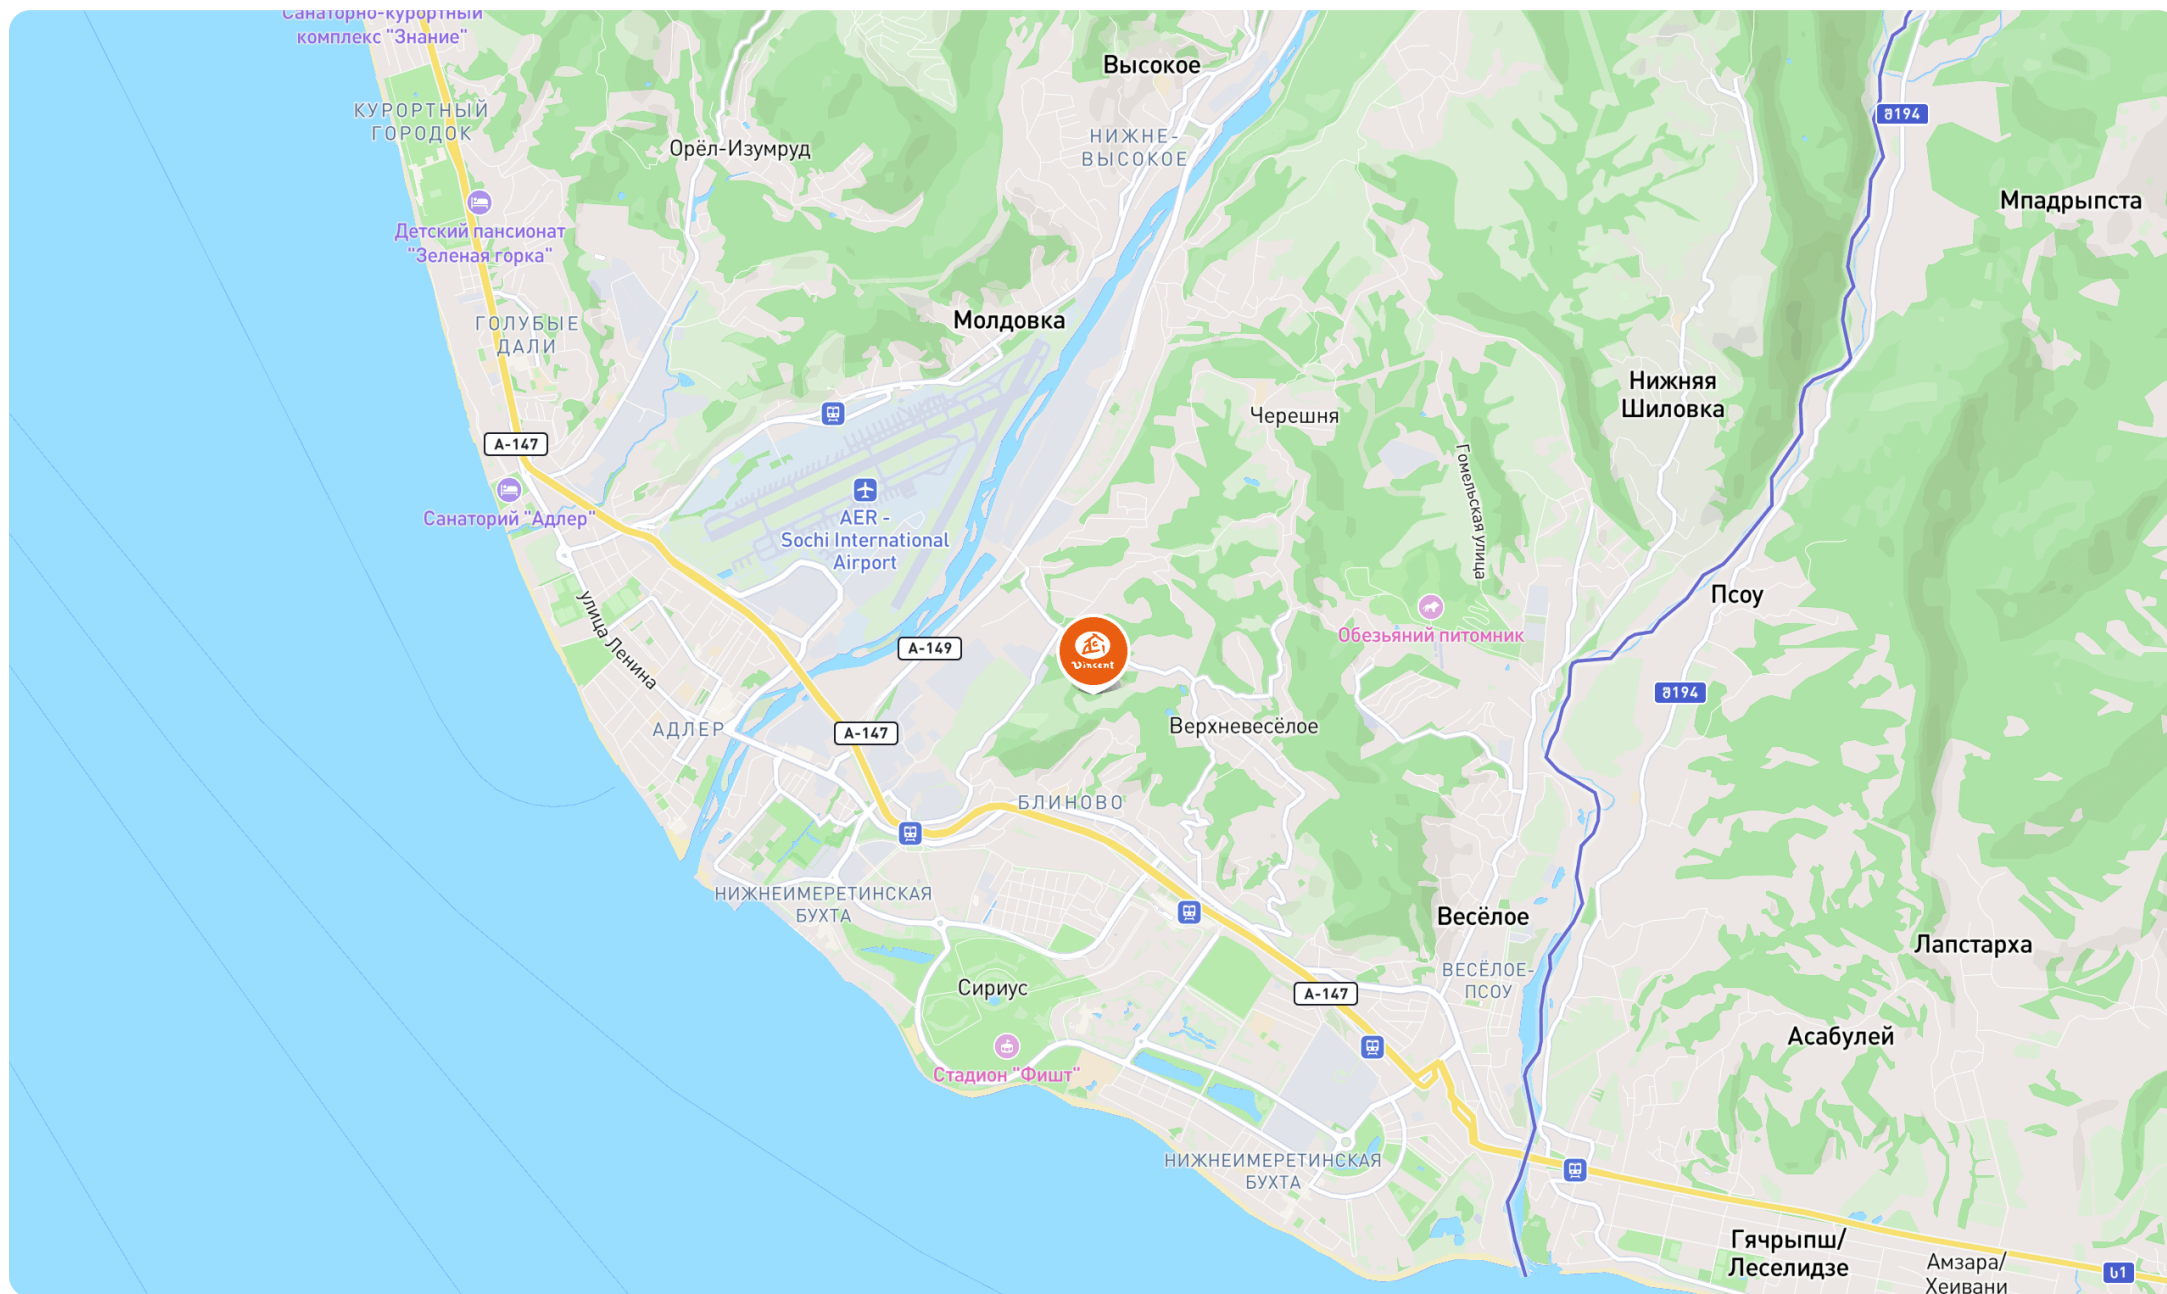 Санаторно-курортный
комплекс "Знание"
Высокое
КУРОРТНЫЙ
ГОРОДОК
შ194
НИЖНЕ-
ВЫСОКОЕ
Орёл-Изумруд
Мпадрыпста
Детский пансионат
"Зеленая горка"
ГОЛУБЫЕ
ДАЛИ
Молдовка
Нижняя
Шиловка
Черешня
A-147
Гомельская улица
Санаторий "Адлер"
AER -
Sochi International
Airport
Псоу
улица Ленина
Обезьяний питомник
A-149
Vincent
შ194
АДЛЕР
A-147
Верхневесёлое
БЛИНОВО
НИЖНЕИМЕРЕТИНСКАЯ
БУХТА
Весёлое
Лапстарха
ВЕСЁЛОЕ-
ПСОУ
Сириус
A-147
Асабулей
Стадион "Фишт"
НИЖНЕИМЕРЕТИНСКАЯ
БУХТА
Гячрыпш/
Леселидзе
Амзара/
Хеивани
ს1